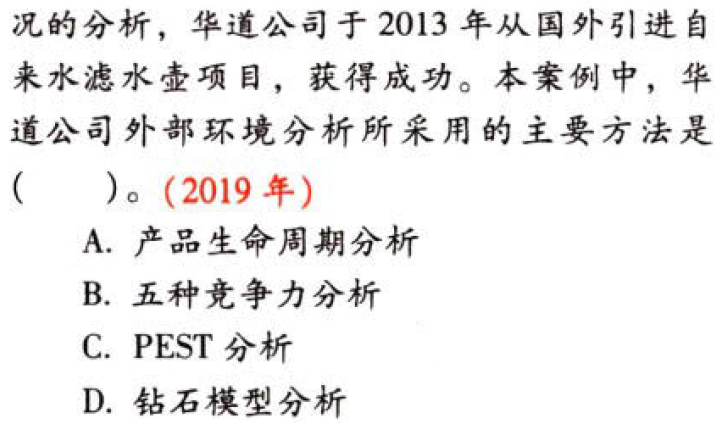 况的分析，华道公司于 2013 年从国外引进自
来水滤水壶项目，获得成功。本案例中，华
道公司外部环境分析所采用的主要方法是
(　　)。(2019 年)
A. 产品生命周期分析
B. 五种竞争力分析
C. PEST 分析
D. 钻石模型分析